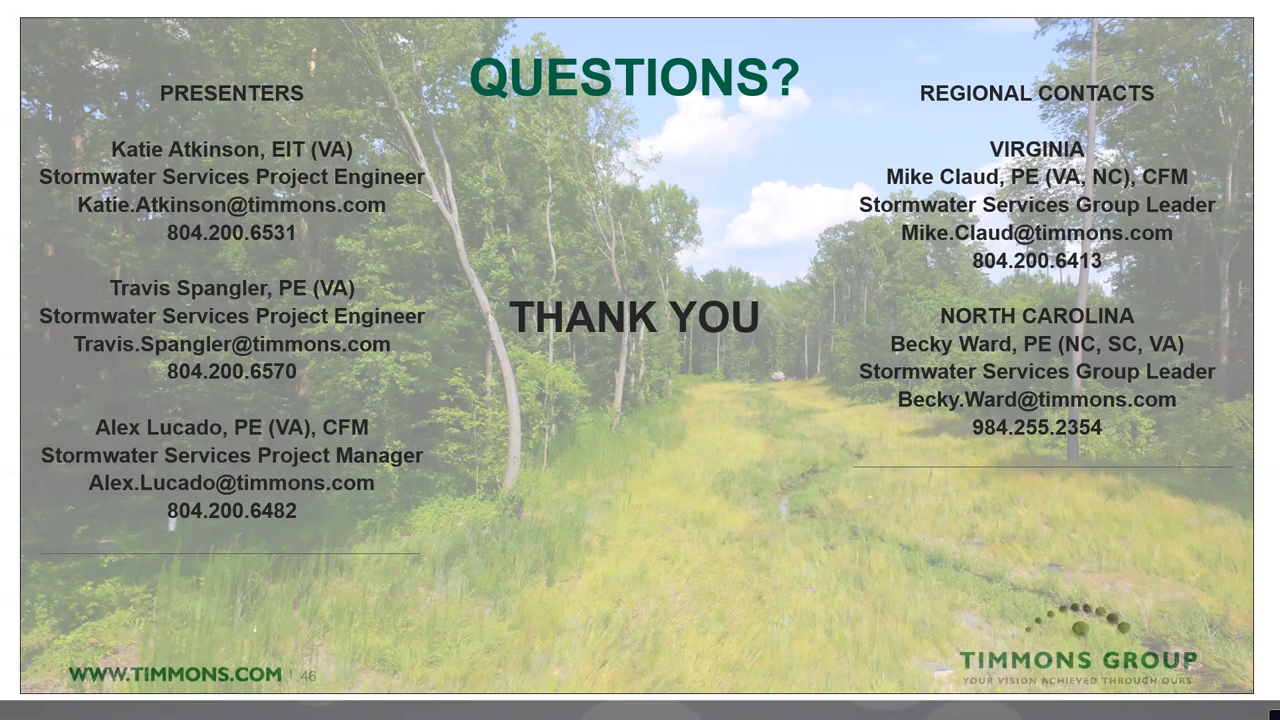 QUESTIONS?
PRESENTERS
Katie Atkinson, EIT (VA)
Stormwater Services Project Engineer
Katie.Atkinson@timmons.com
804.200.6531
Travis Spangler, PE (VA)
Stormwater Services Project Engineer
Travis.Spangler@timmons.com
804.200.6570
Alex Lucado, PE (VA), CFM
Stormwater Services Project Manager
Alex.Lucado@timmons.com
804.200.6482
THANK YOU
REGIONAL CONTACTS
VIRGINIA
Mike Claud, PE (VA, NC), CFM
Stormwater Services Group Leader
Mike.Claud@timmons.com
804.200.6413
NORTH CAROLINA
Becky Ward, PE (NC, SC, VA)
Stormwater Services Group Leader
Becky.Ward@timmons.com
984.255.2354
WWW.TIMMONS.COM | 46
TIMMONS GROUP
YOUR VISION ACHIEVED THROUGH OURS.